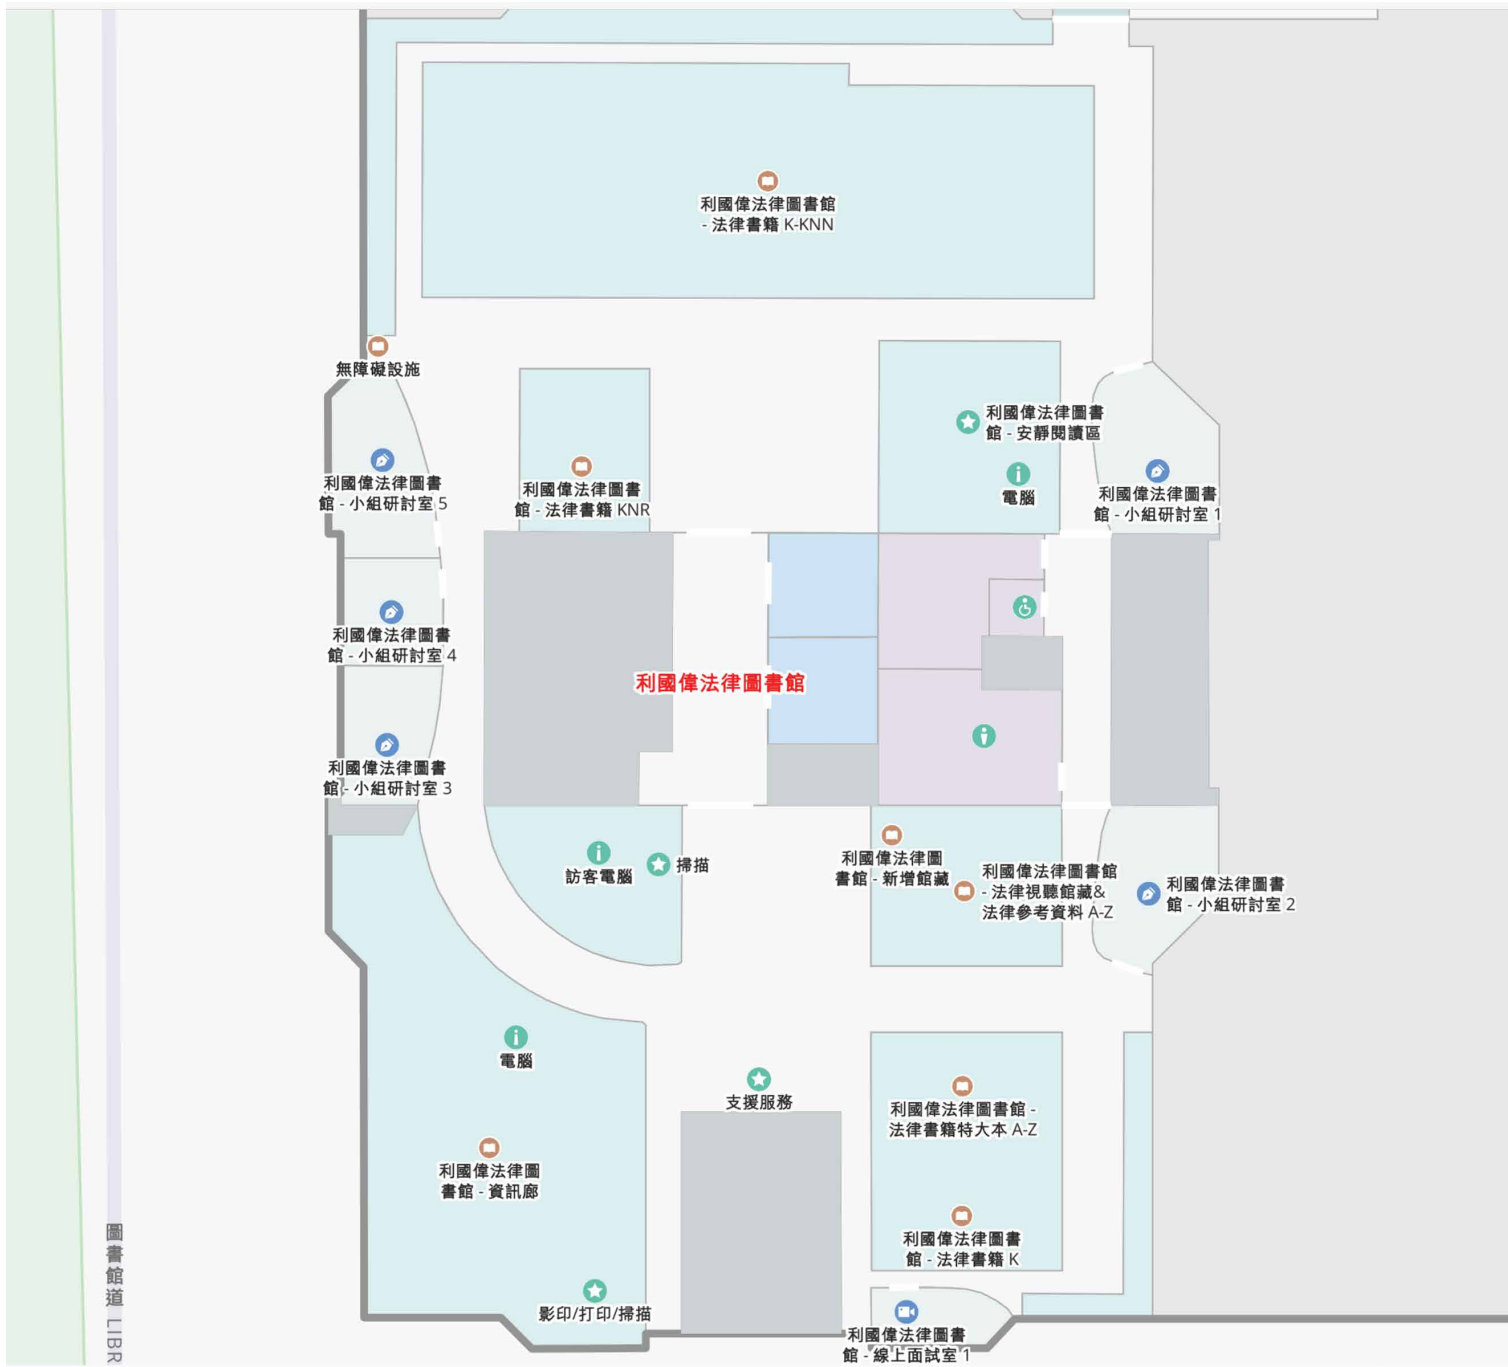 利國偉法律圖書館
- 法律書籍 K-KNN
無障礙設施
利國偉法律圖書
館 - 安靜閱讀區
電腦
利國偉法律圖書
館 - 小組研討室 5
利國偉法律圖書
館 - 法律書籍 KNR
利國偉法律圖書
館 - 小組研討室 1
利國偉法律圖書
館 - 小組研討室 4
利國偉法律圖書館
利國偉法律圖書
館 - 小組研討室 3
訪客電腦
掃描
利國偉法律圖
書館 - 新增館藏
利國偉法律圖書館
- 法律視聽館藏&
法律參考資料 A-Z
利國偉法律圖書
館 - 小組研討室 2
電腦
支援服務
利國偉法律圖書館 -
法律書籍特大本 A-Z
利國偉法律圖
書館 - 資訊廊
利國偉法律圖書
館 - 法律書籍 K
影印/打印/掃描
利國偉法律圖書
館 - 線上面試室 1
圖書館道 LIBR